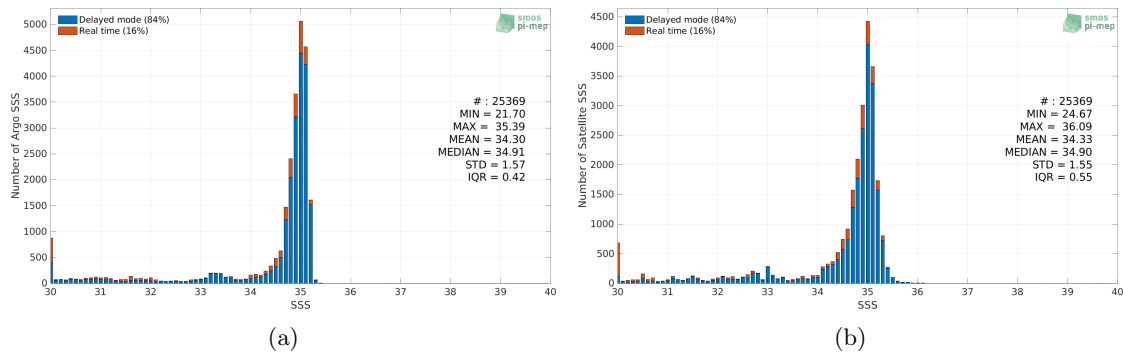 Delayed mode (84%)
Real time (16%)
smos
pi-mep
Number of Argo SSS
5000
4500
4000
3500
3000
2500
2000
1500
1000
500
0
# : 25369
MIN = 21.70
MAX = 35.39
MEAN = 34.30
MEDIAN = 34.91
STD = 1.57
IQR = 0.42
30 31 32 33 34 35 36 37 38 39 40
SSS
(a)
Delayed mode (84%)
Real time (16%)
smos
pi-mep
Number of Satellite SSS
4500
4000
3500
3000
2500
2000
1500
1000
500
0
# : 25369
MIN = 24.67
MAX = 36.09
MEAN = 34.33
MEDIAN = 34.90
STD = 1.55
IQR = 0.55
30 31 32 33 34 35 36 37 38 39 40
SSS
(b)